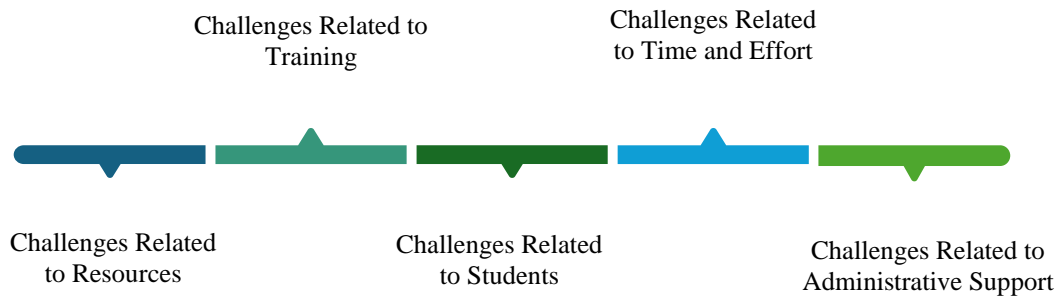 Challenges Related to
Training
Challenges Related
to Time and Effort
Challenges Related
to Resources
Challenges Related
to Students
Challenges Related to
Administrative Support